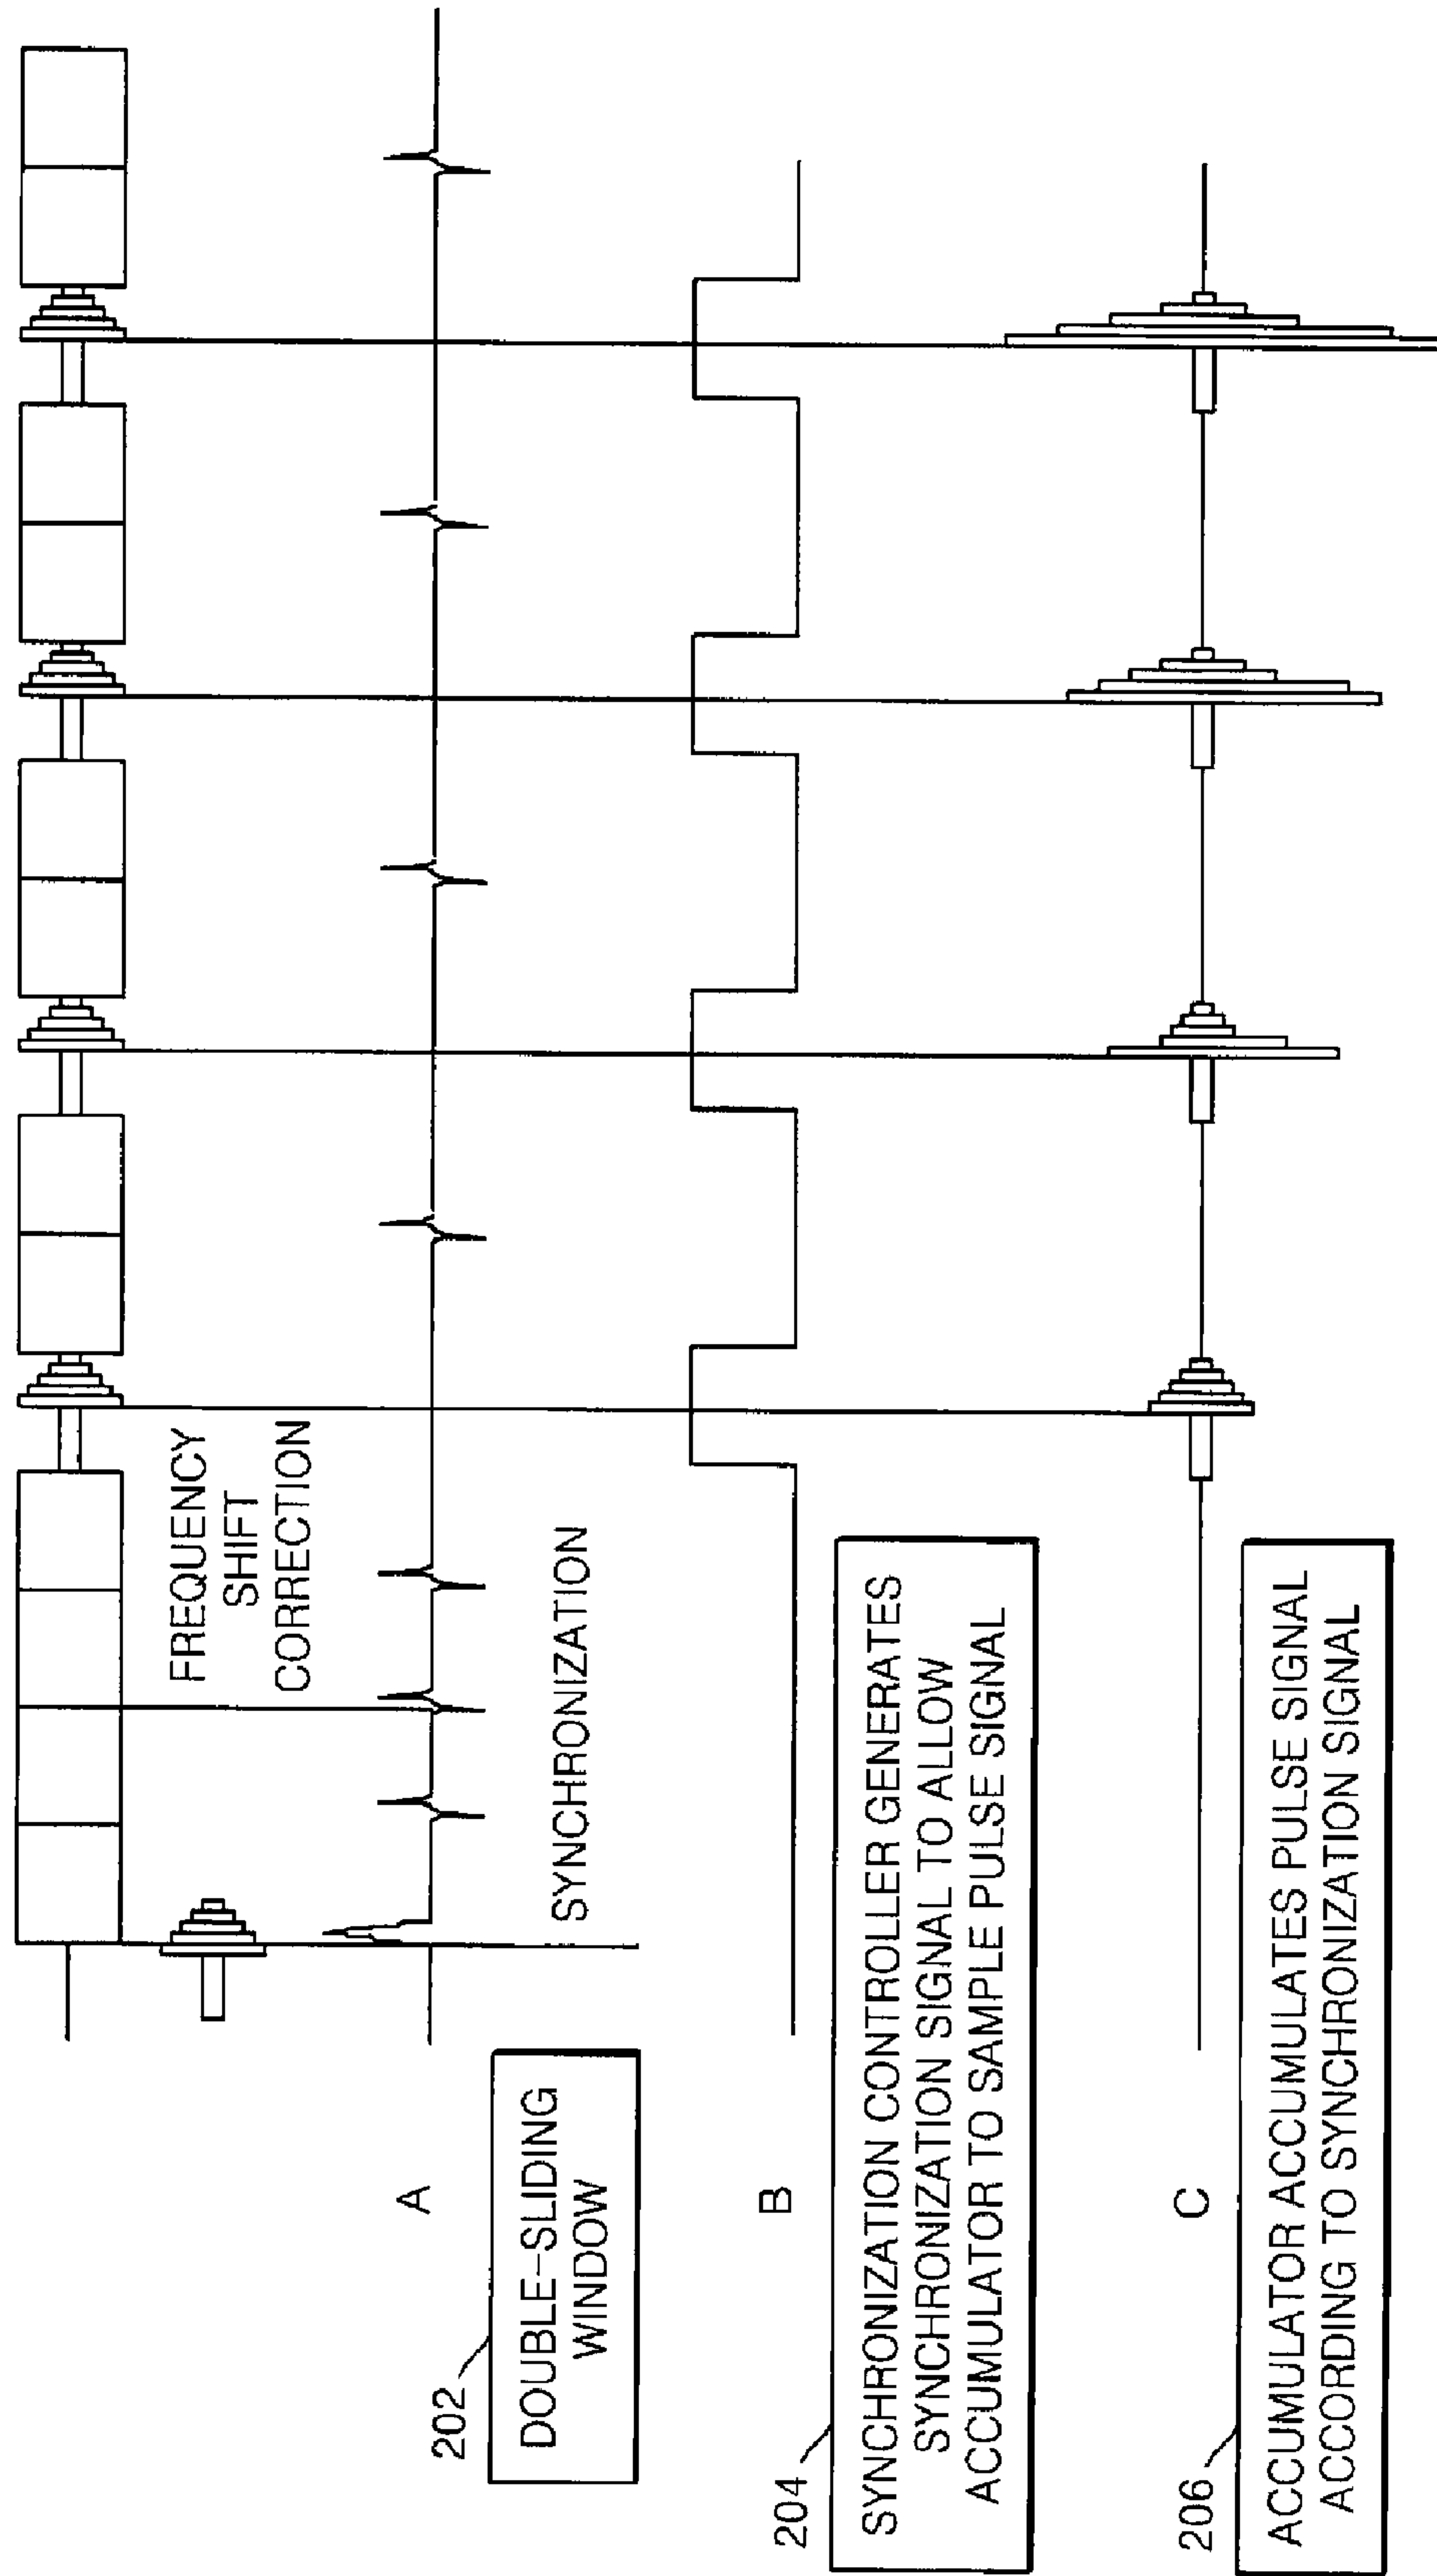 FREQUENCY
SHIFT
CORRECTION
A
202
DOUBLE-SLIDING
WINDOW
SYNCHRONIZATION
B
204
SYNCHRONIZATION CONTROLLER GENERATES
SYNCHRONIZATION SIGNAL TO ALLOW
ACCUMULATOR TO SAMPLE PULSE SIGNAL
C
206
ACCUMULATOR ACCUMULATES PULSE SIGNAL
ACCORDING TO SYNCHRONIZATION SIGNAL